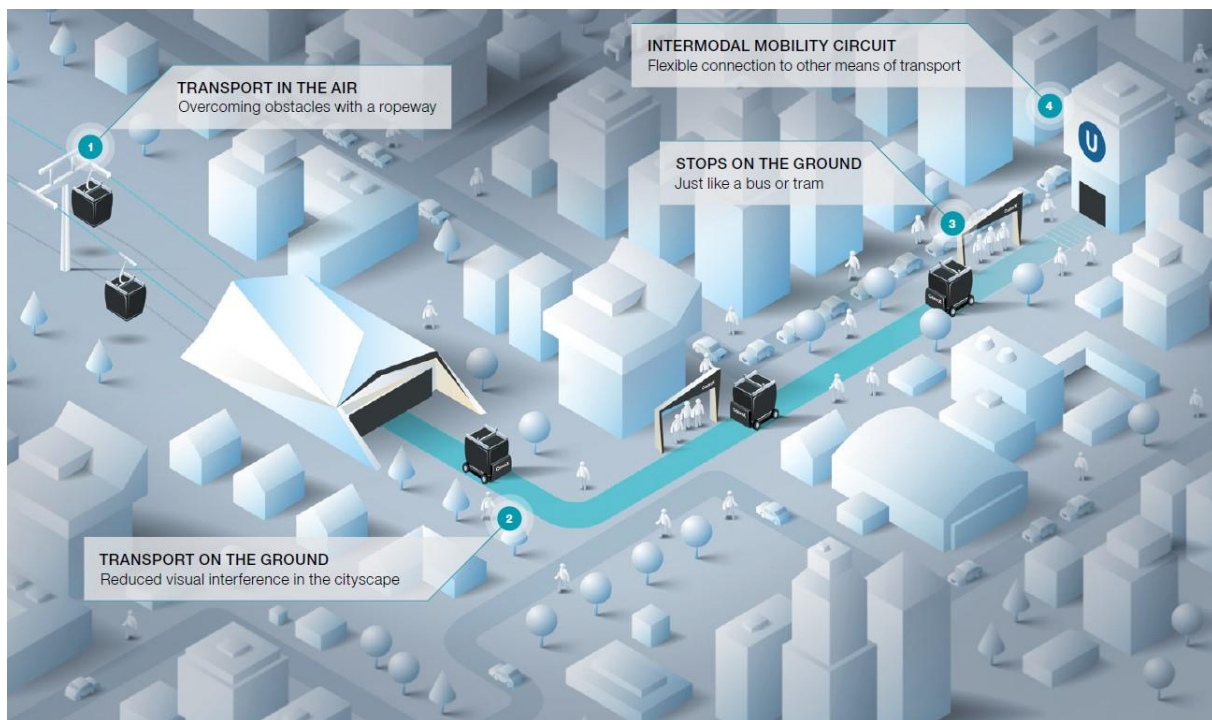 1
TRANSPORT IN THE AIR
Overcoming obstacles with a ropeway
INTERMODAL MOBILITY CIRCUIT
Flexible connection to other means of transport
4
U
STOPS ON THE GROUND
Just like a bus or tram
3
2
TRANSPORT ON THE GROUND
Reduced visual interference in the cityscape